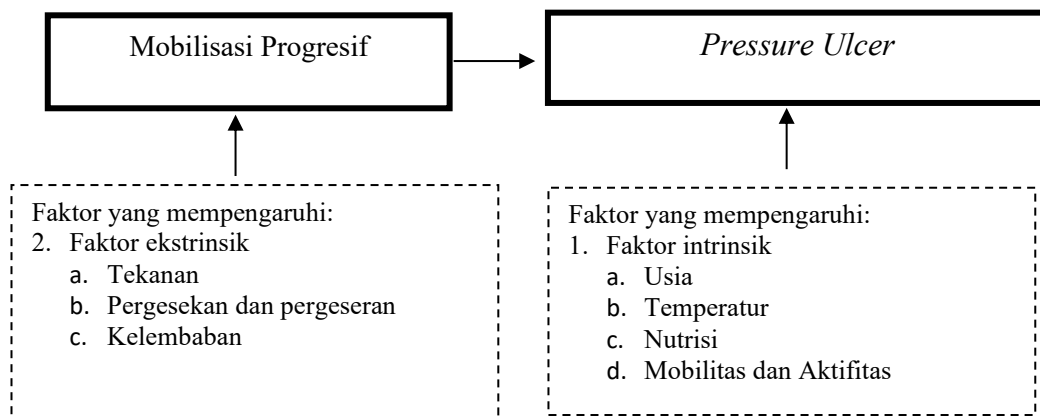 Mobilisasi Progresif
Pressure Ulcer
Faktor yang mempengaruhi:
2. Faktor ekstrinsik
a. Tekanan
b. Pergesekan dan pergeseran
c. Kelembaban
Faktor yang mempengaruhi:
1. Faktor intrinsik
a. Usia
b. Temperatur
c. Nutrisi
d. Mobilitas dan Aktifitas